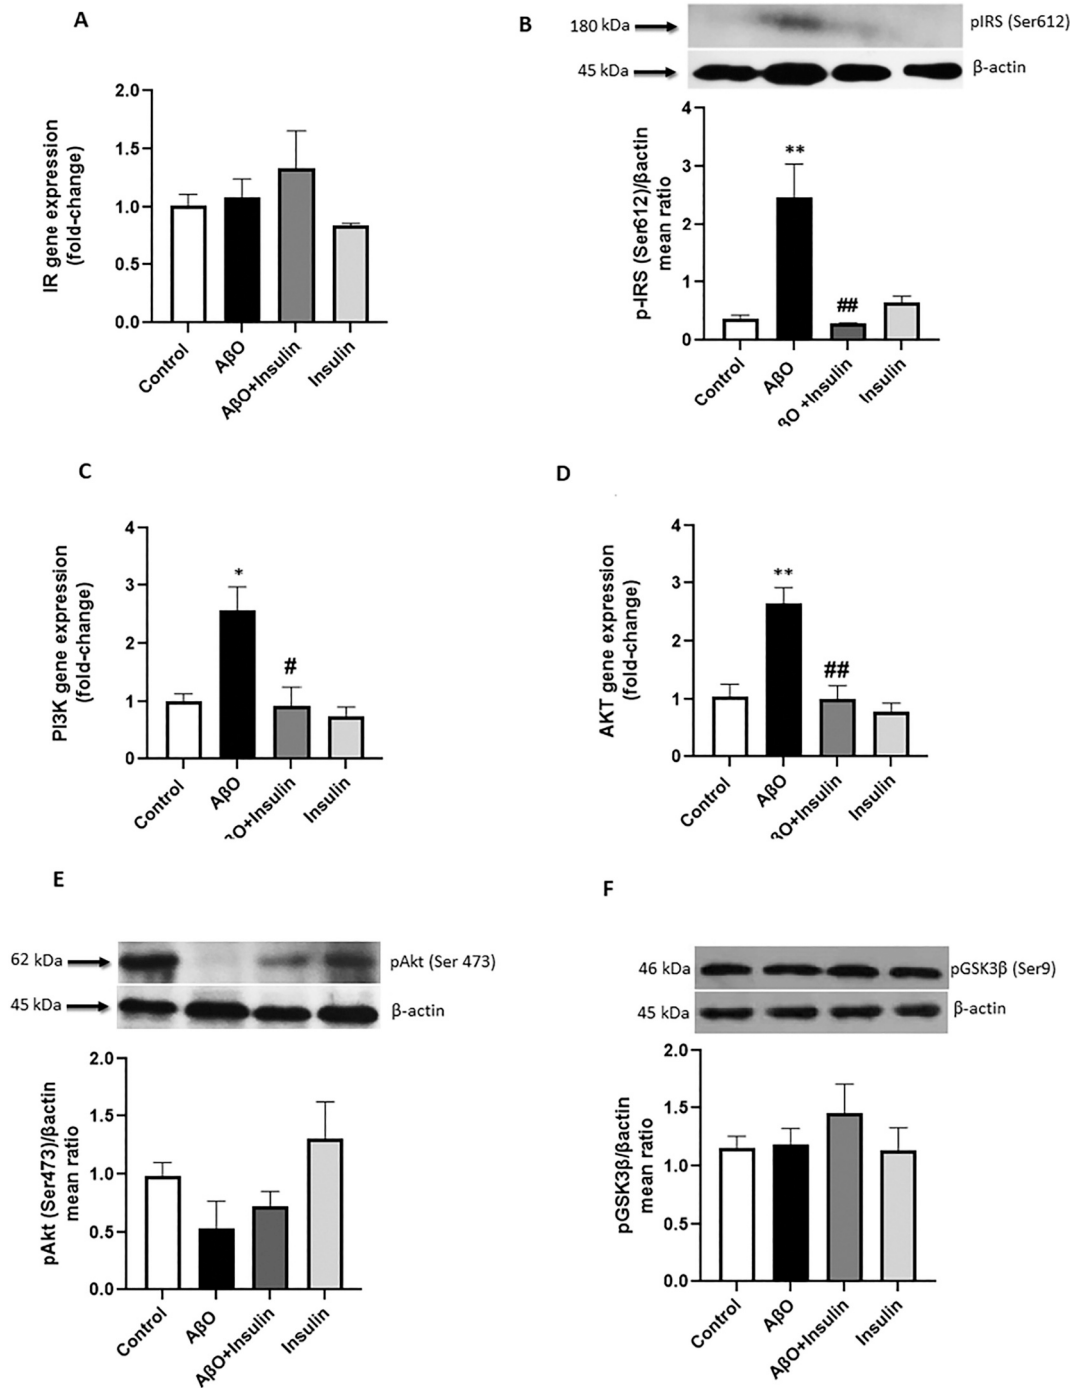 A
2.0
1.5
1.0
0.5
0.0
IR gene expression
(fold-change)
Control
AβO
AβO+Insulin
Insulin
B
180 kDa
pIRS (Ser612)
45 kDa
β-actin
4
3
2
1
0
p-IRS (Ser612)/βactin
mean ratio
**
##
Control
AβO
βO +Insulin
Insulin
C
4
3
2
1
0
PI3K gene expression
(fold-change)
*
#
Control
AβO
βO+Insulin
Insulin
D
4
3
2
1
0
AKT gene expression
(fold-change)
**
##
Control
AβO
βO+Insulin
Insulin
E
62 kDa
pAkt (Ser 473)
45 kDa
β-actin
2.0
1.5
1.0
0.5
0.0
pAkt (Ser473)/βactin
mean ratio
Control
AβO
AβO+Insulin
Insulin
F
46 kDa
pGSK3β (Ser9)
45 kDa
β-actin
2.0
1.5
1.0
0.5
0.0
pGSK3β/βactin
mean ratio
Control
AβO
AβO+Insulin
Insulin